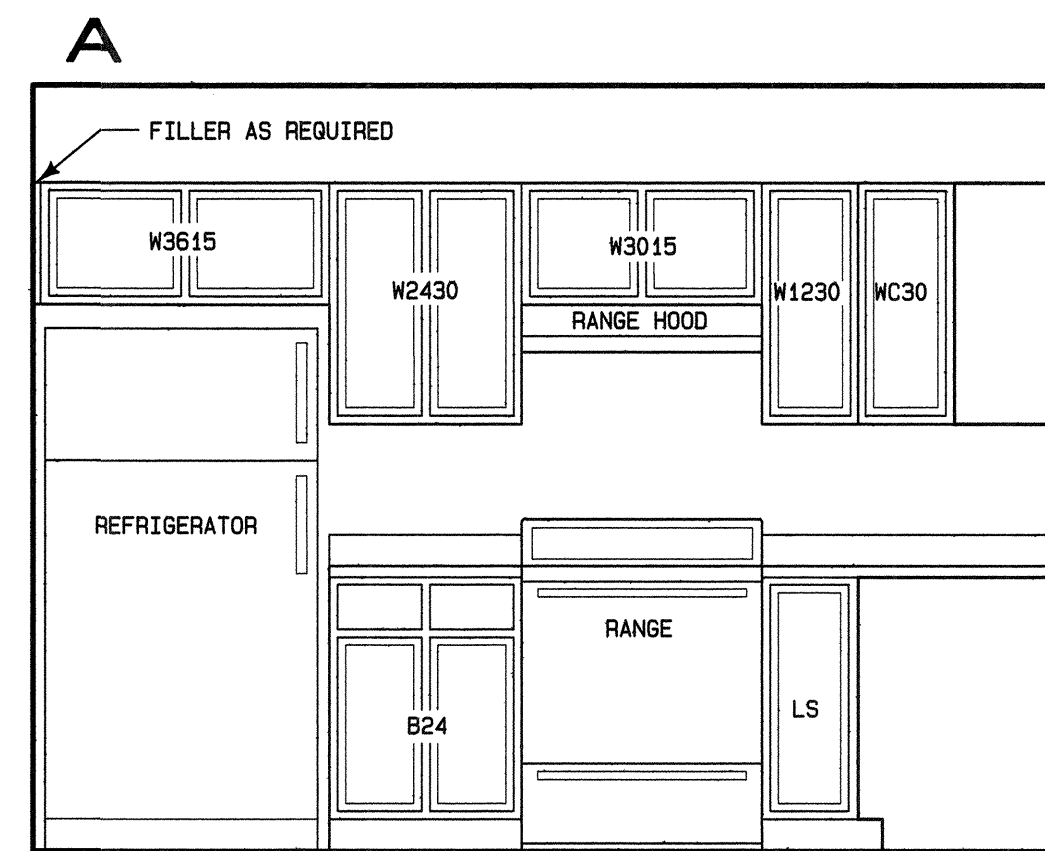 A
FILLER AS REQUIRED
W3615
W2430
W3015
W1230
WC30
RANGE HOOD
REFRIGERATOR
RANGE
B24
LS